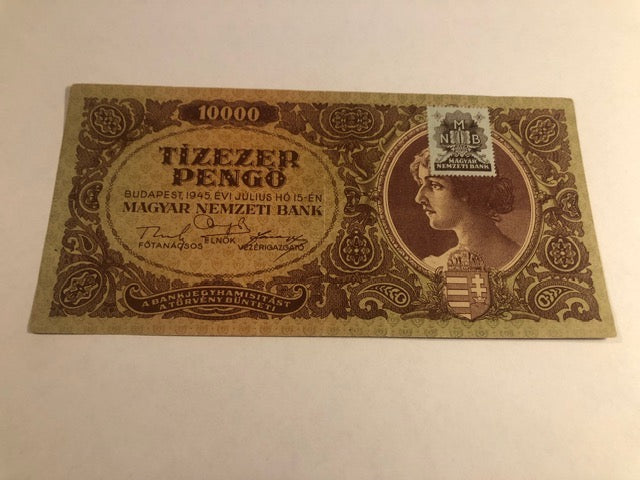 10000
TÍZEZER
PENGŐ
BUDAPEST, 1945. ÉVI JÚLIUS HÓ 15-ÉN
MAGYAR NEMZETI BANK
FŐTANÁCSOS
ELNÖK
VEZÉRIGAZGATÓ
A BANKJEGYHAMISÍTÁST
A TÖRVÉNY BÜNTETI
M
N B
MAGYAR
NEMZETI BANK